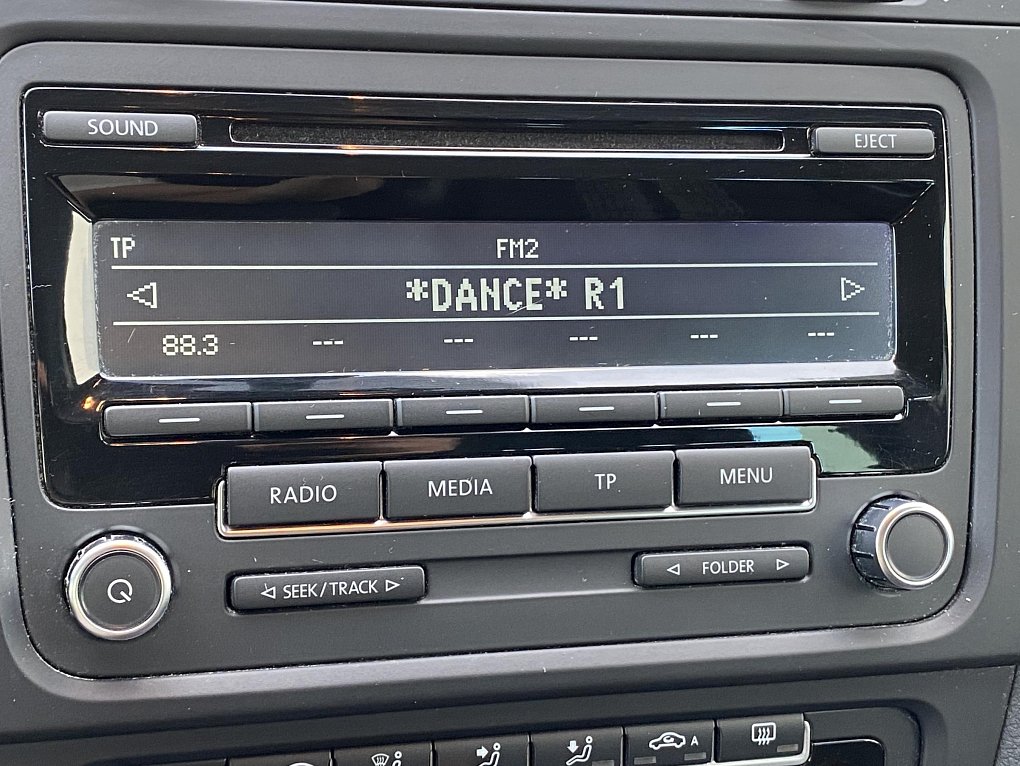 SOUND EJECT
TP FM2
*DANCE* R1
88.3 --- --- --- --- ---
RADIO MEDIA TP MENU
SEEK/TRACK FOLDER
A